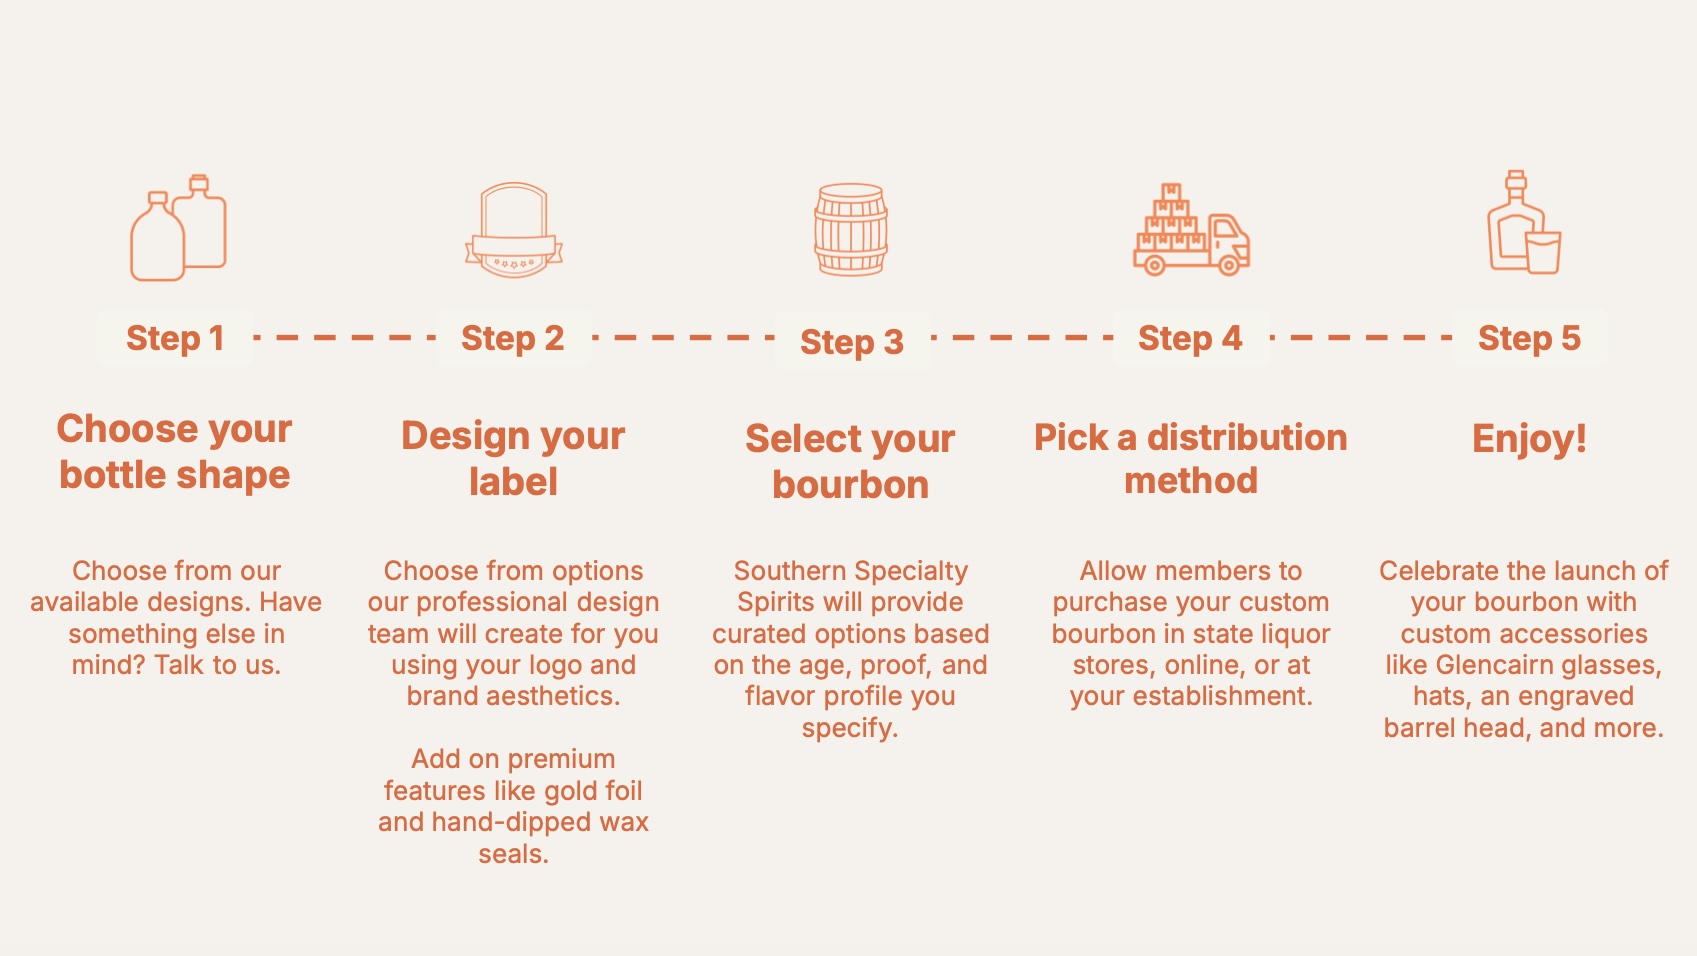 Step 1
Step 2
Step 3
Step 4
Step 5
Choose your
bottle shape
Design your
label
Select your
bourbon
Pick a distribution
method
Enjoy!
Choose from our
available designs. Have
something else in
mind? Talk to us.
Choose from options
our professional design
team will create for you
using your logo and
brand aesthetics.
Add on premium
features like gold foil
and hand-dipped wax
seals.
Southern Specialty
Spirits will provide
curated options based
on the age, proof, and
flavor profile you
specify.
Allow members to
purchase your custom
bourbon in state liquor
stores, online, or at
your establishment.
Celebrate the launch of
your bourbon with
custom accessories
like Glencairn glasses,
hats, an engraved
barrel head, and more.